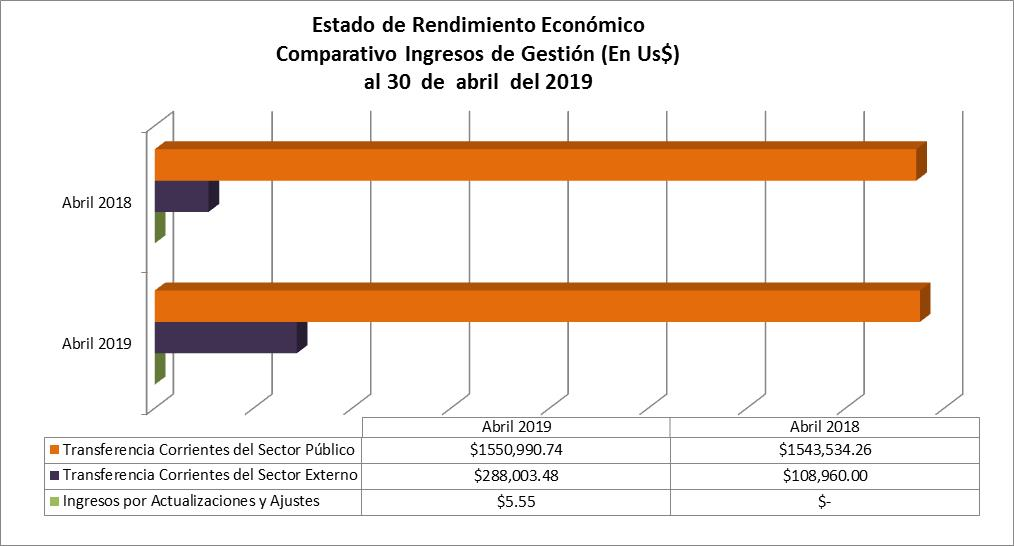 Estado de Rendimiento Económico
Comparativo Ingresos de Gestión (En Us$)
al 30 de abril del 2019
Abril 2018
Abril 2019
Abril 2019 Abril 2018
Transferencia Corrientes del Sector Público $1550,990.74 $1543,534.26
Transferencia Corrientes del Sector Externo $288,003.48 $108,960.00
Ingresos por Actualizaciones y Ajustes $5.55 $-